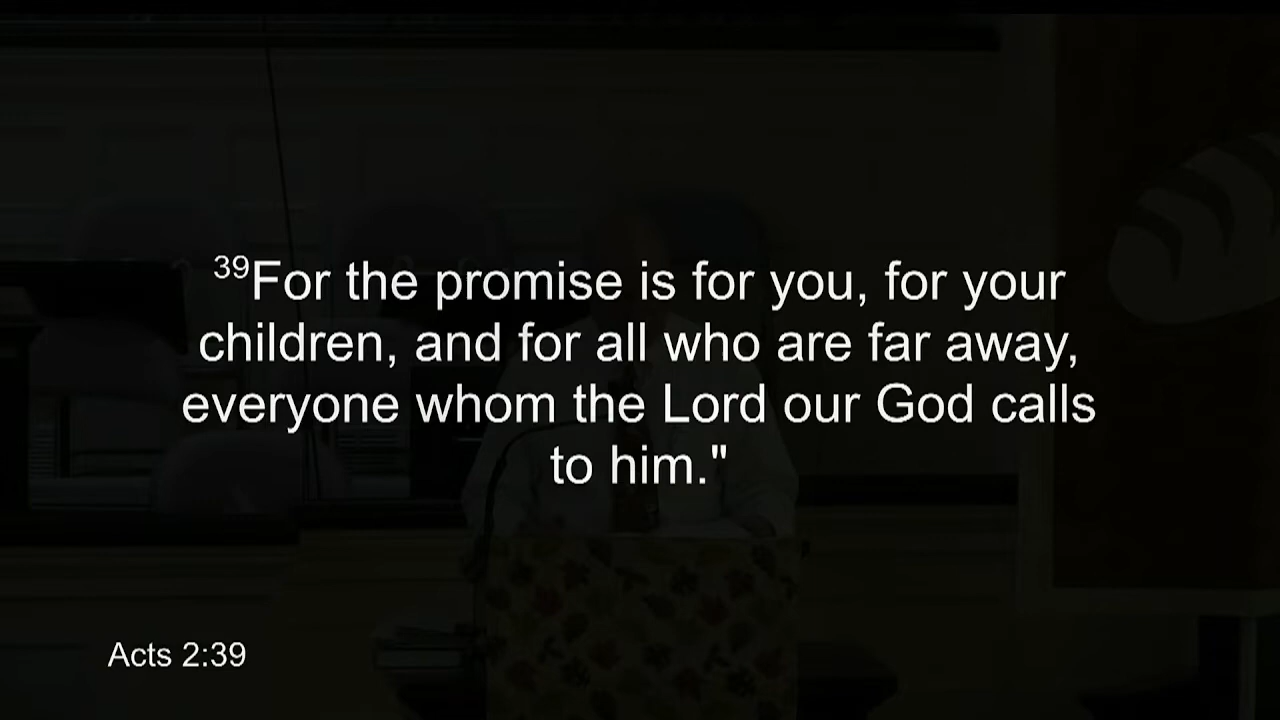 39For the promise is for you, for your
children, and for all who are far away,
everyone whom the Lord our God calls
to him."
Acts 2:39